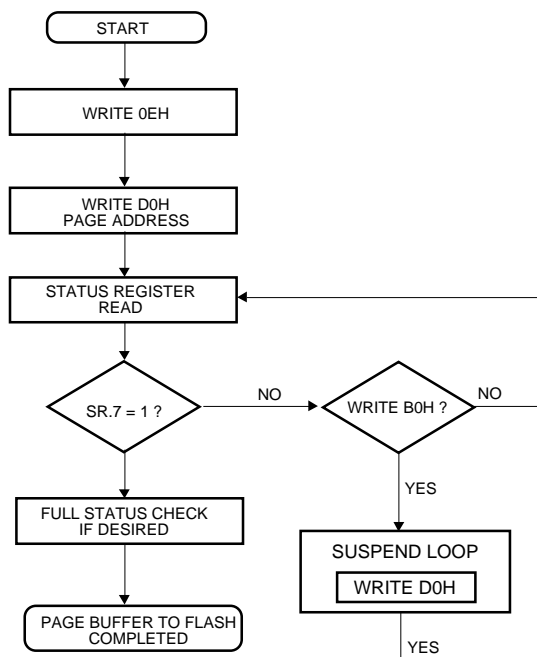 START
WRITE 0EH
WRITE D0H
PAGE ADDRESS
STATUS REGISTER
READ
SR.7 = 1 ?
NO
WRITE B0H ?
NO
YES
FULL STATUS CHECK
IF DESIRED
SUSPEND LOOP
WRITE D0H
PAGE BUFFER TO FLASH
COMPLETED
YES